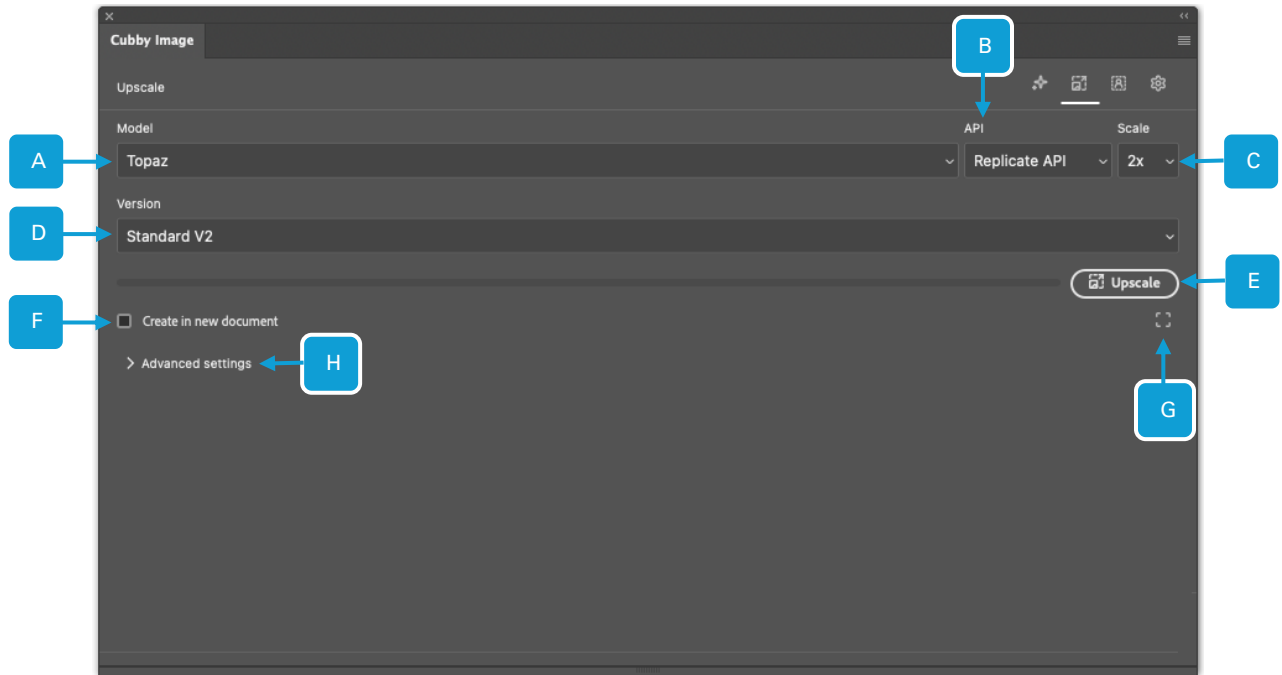 Cubby Image
B
Upscale
Model
API
Scale
A
Topaz
Replicate API
2x
C
Version
D
Standard V2
Upscale
E
F
Create in new document
Advanced settings
H
G